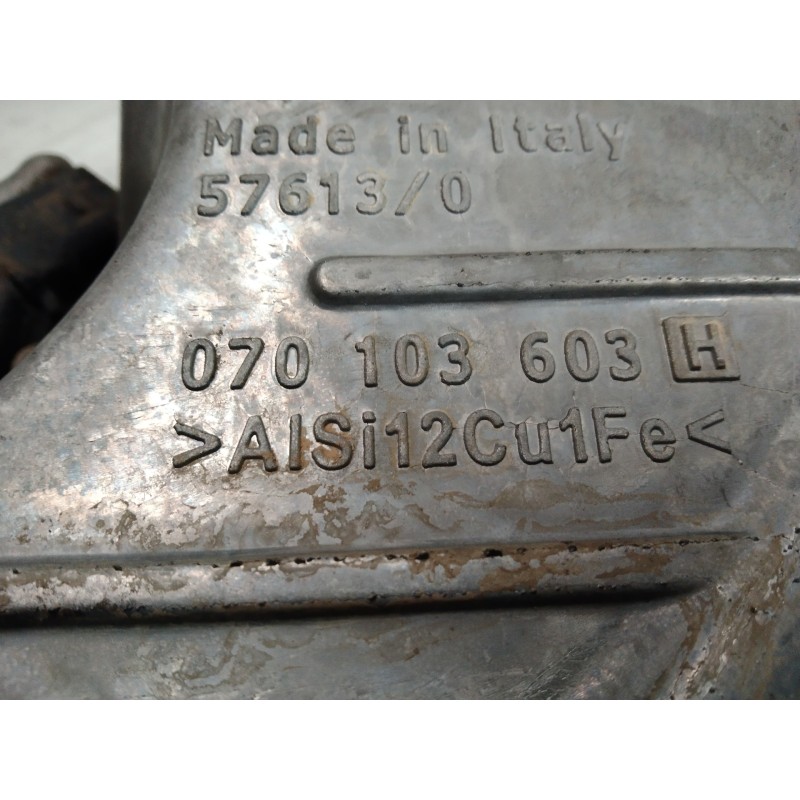 Made in Italy
57613/0
070 103 603 H
>AlSi12Cu1Fe<